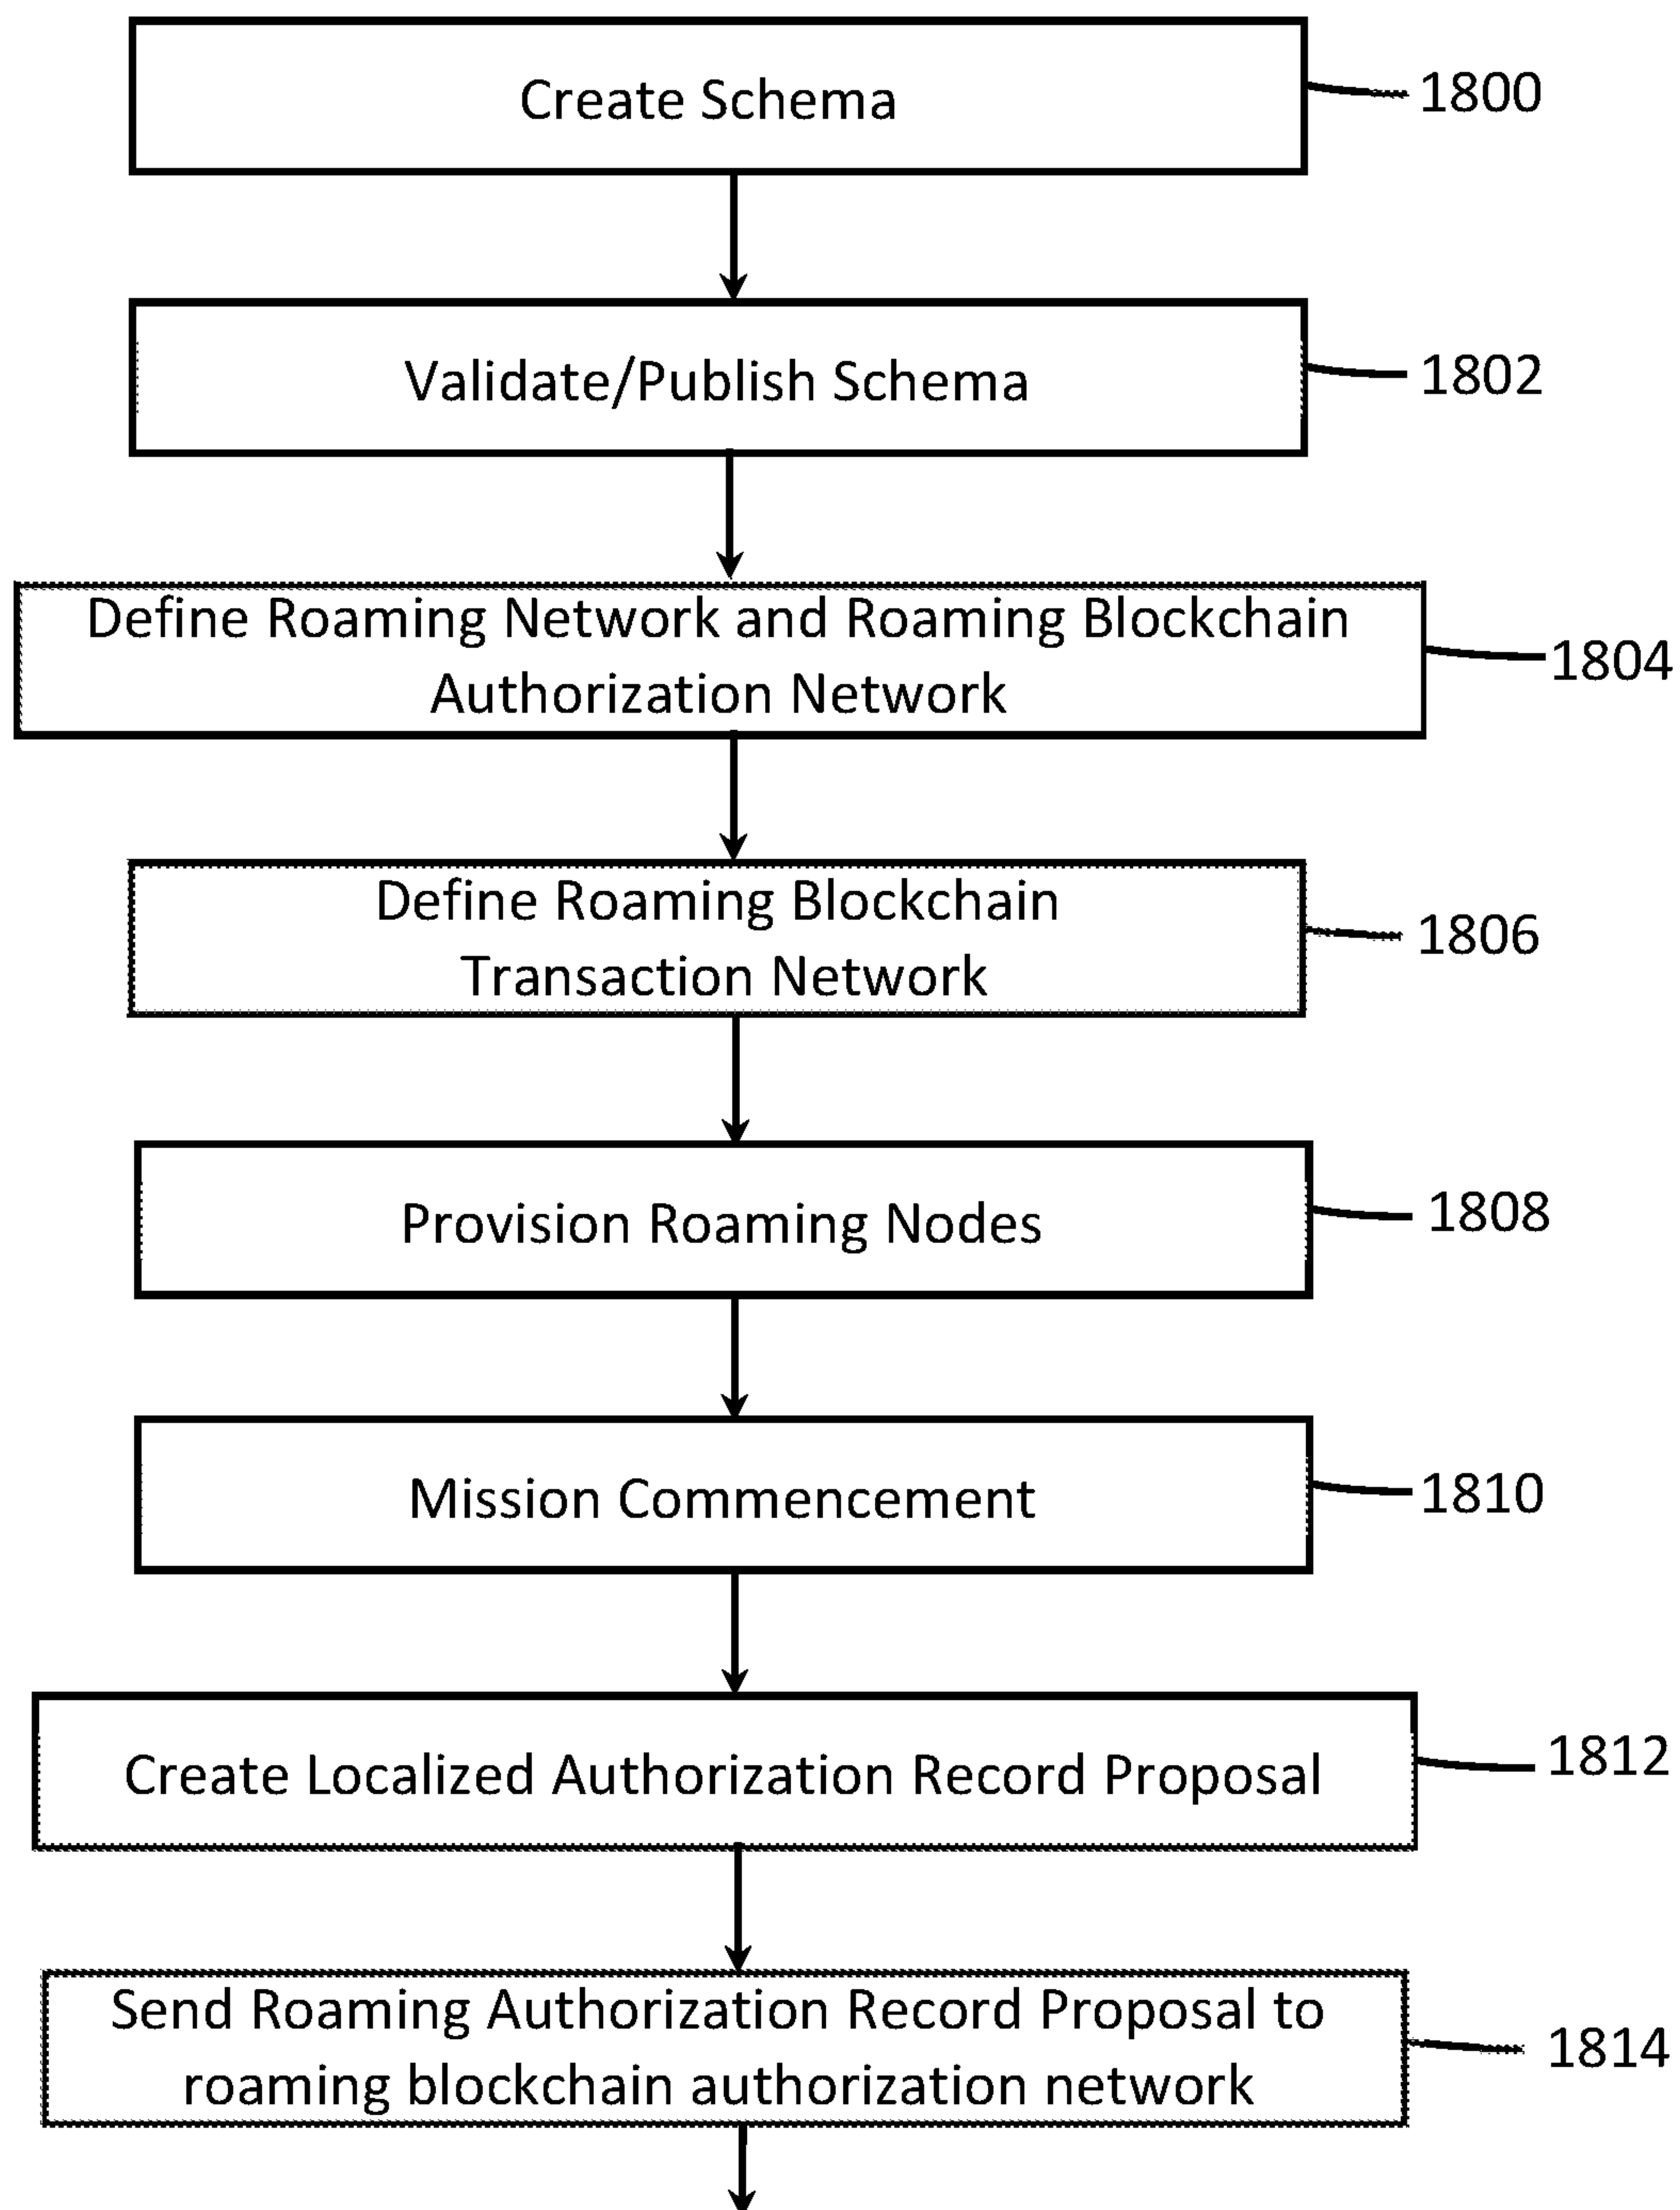 Create Schema
1800
Validate/Publish Schema
1802
Define Roaming Network and Roaming Blockchain
Authorization Network
1804
Define Roaming Blockchain
Transaction Network
1806
Provision Roaming Nodes
1808
Mission Commencement
1810
Create Localized Authorization Record Proposal
1812
Send Roaming Authorization Record Proposal to
roaming blockchain authorization network
1814